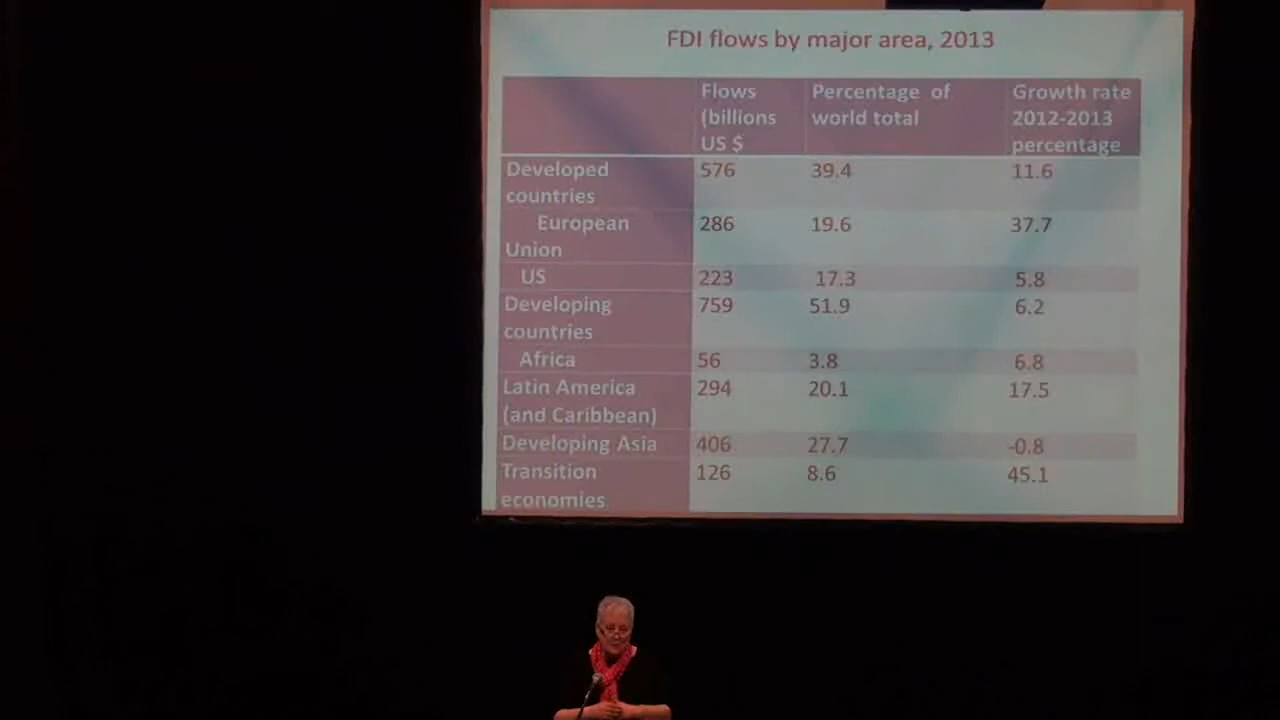 FDI flows by major area, 2013
Flows (billions US $ Percentage of world total Growth rate 2012-2013 percentage
Developed countries 576 39.4 11.6
European Union 286 19.6 37.7
US 223 17.3 5.8
Developing countries 759 51.9 6.2
Africa 56 3.8 6.8
Latin America (and Caribbean) 294 20.1 17.5
Developing Asia 406 27.7 -0.8
Transition economies 126 8.6 45.1